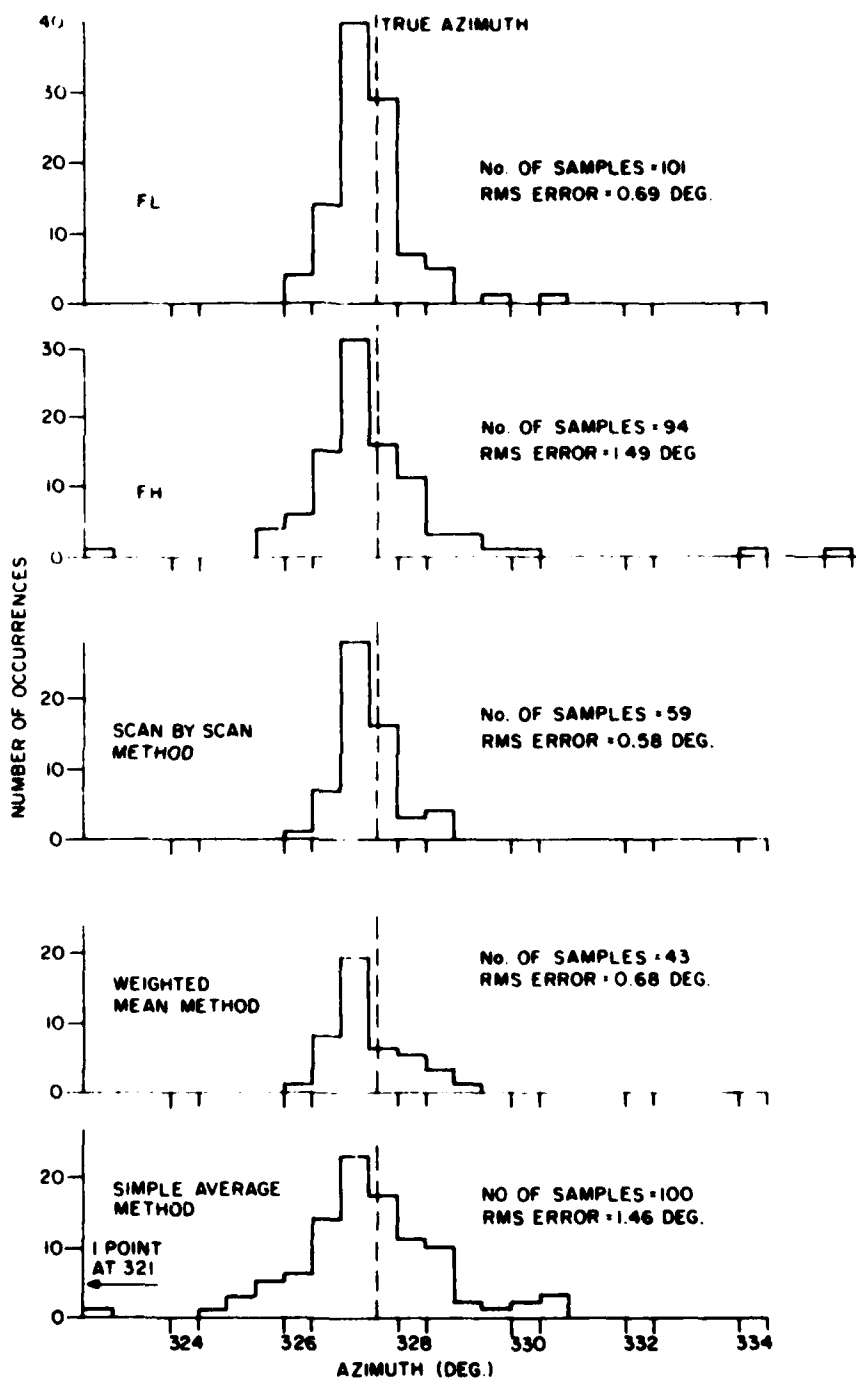 40
TRUE AZIMUTH
30
20
10
0
FL
No. OF SAMPLES = 101
RMS ERROR = 0.69 DEG.
30
20
10
0
FH
No. OF SAMPLES = 94
RMS ERROR = 1.49 DEG
NUMBER OF OCCURRENCES
20
10
0
SCAN BY SCAN
METHOD
No. OF SAMPLES = 59
RMS ERROR = 0.58 DEG.
20
10
0
WEIGHTED
MEAN METHOD
No. OF SAMPLES = 43
RMS ERROR = 0.68 DEG.
20
10
0
SIMPLE AVERAGE
METHOD
1 POINT
AT 321
NO OF SAMPLES = 100
RMS ERROR = 1.46 DEG.
324 326 328 330 332 334
AZIMUTH (DEG.)